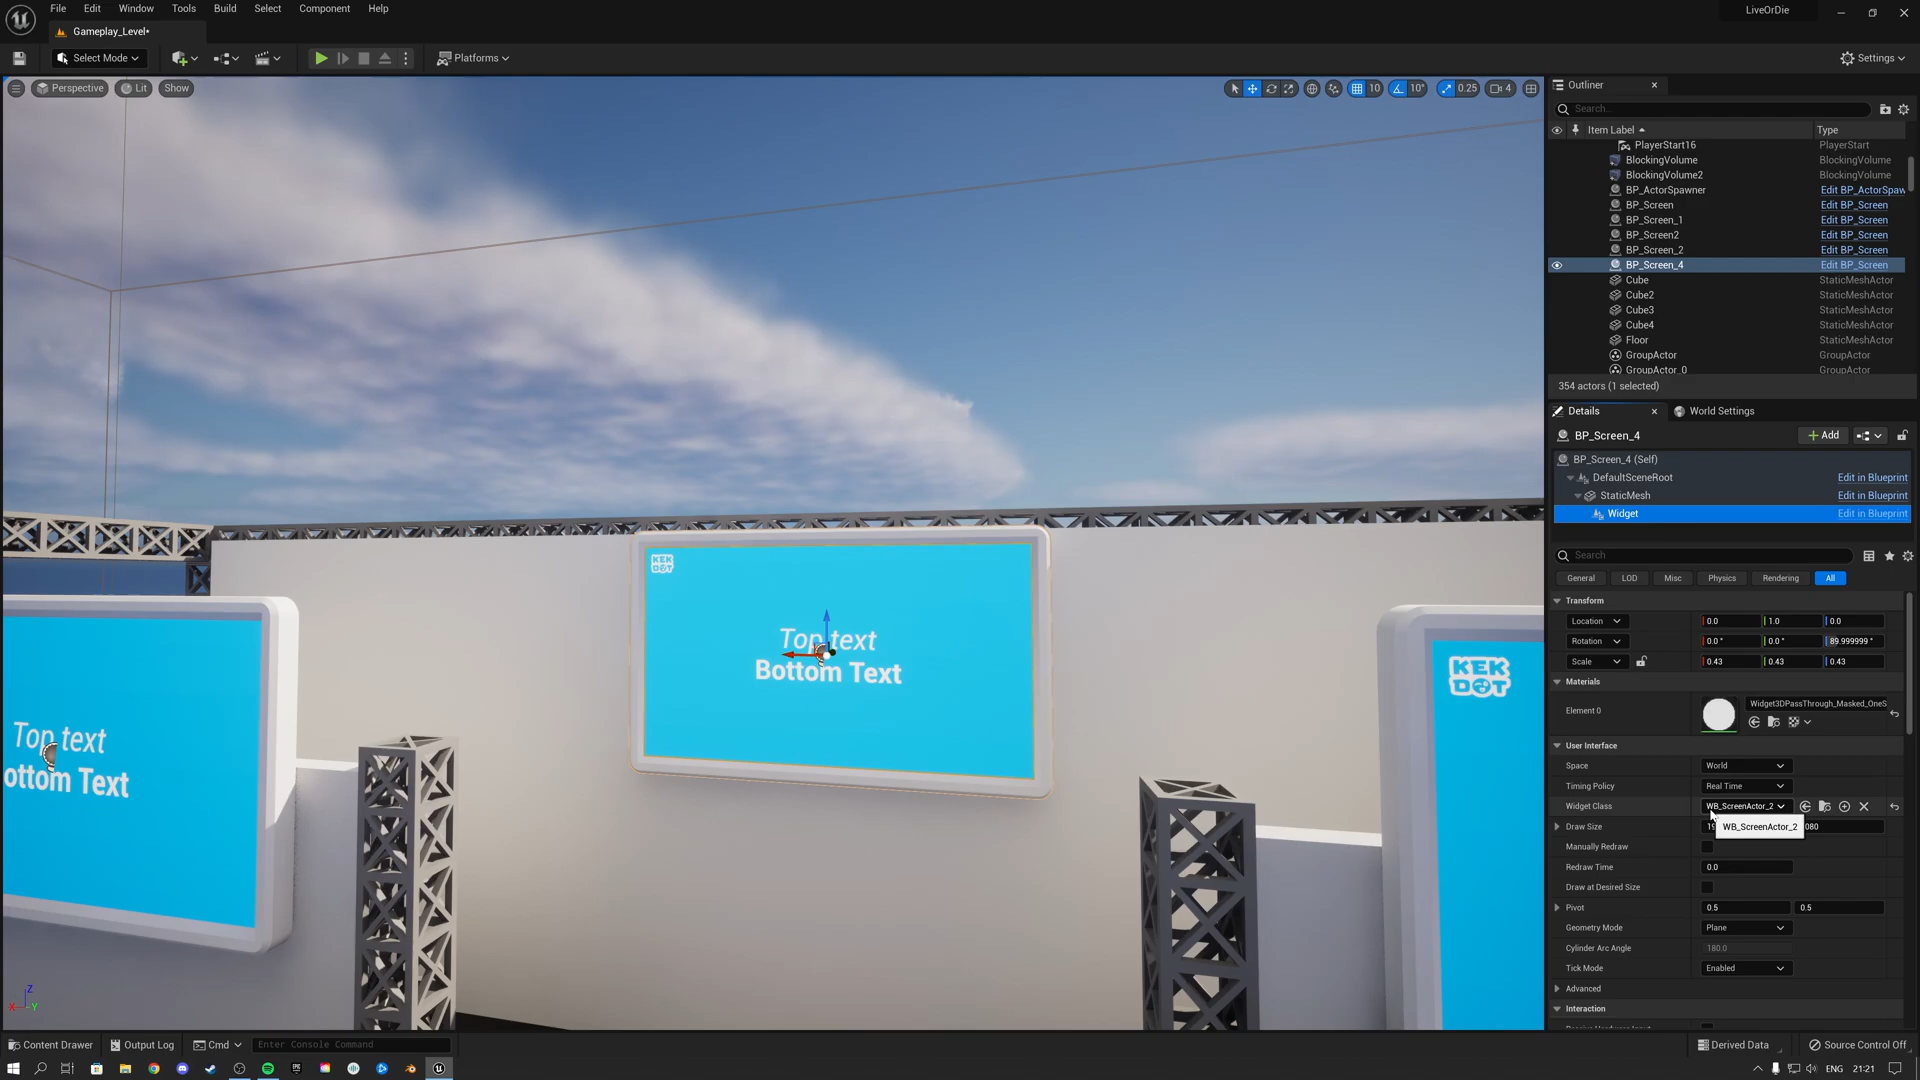 File Edit Window Tools Build Select Component Help
LiveOrDie
Gameplay_Level*
Select Mode
Platforms
Settings
Perspective
Lit
Show
10
10°
0.25
4
Outliner
Search...
Item Label
Type
PlayerStart16 PlayerStart
BlockingVolume BlockingVolume
BlockingVolume2 BlockingVolume
BP_ActorSpawner Edit BP_ActorSpaw
BP_Screen Edit BP_Screen
BP_Screen_1 Edit BP_Screen
BP_Screen2 Edit BP_Screen
BP_Screen_2 Edit BP_Screen
BP_Screen_4 Edit BP_Screen
Cube StaticMeshActor
Cube2 StaticMeshActor
Cube3 StaticMeshActor
Cube4 StaticMeshActor
Floor StaticMeshActor
GroupActor GroupActor
GroupActor_0 GroupActor
354 actors (1 selected)
Details
World Settings
BP_Screen_4
Add
BP_Screen_4 (Self)
DefaultSceneRoot Edit in Blueprint
StaticMesh Edit in Blueprint
Widget Edit in Blueprint
Search
General LOD Misc Physics Rendering All
Transform
Location 0.0 1.0 0.0
Rotation 0.0 ° 0.0 ° 89.999999 °
Scale 0.43 0.43 0.43
Materials
Element 0
Widget3DPassThrough_Masked_OneS
User Interface
Space World
Timing Policy Real Time
Widget Class WB_ScreenActor_2
WB_ScreenActor_2
Draw Size 080
Manually Redraw
Redraw Time 0.0
Draw at Desired Size
Pivot 0.5 0.5
Geometry Mode Plane
Cylinder Arc Angle 180.0
Tick Mode Enabled
Advanced
Interaction
KEK
DOT
Top text
Bottom Text
Top text
ottom Text
KEK
DOT
Z
X
Y
Content Drawer
Output Log
Cmd
Enter Console Command
Derived Data
Source Control Off
ENG
21:21